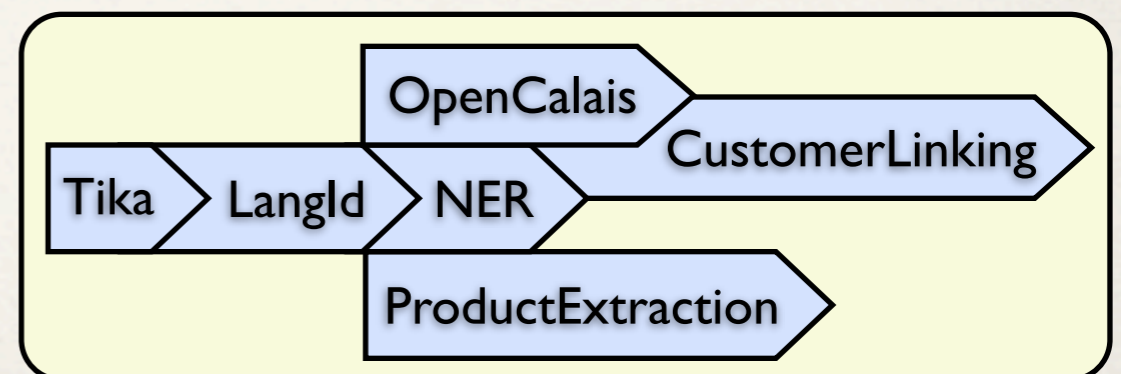 OpenCalais
CustomerLinking
Tika
LangId
NER
ProductExtraction